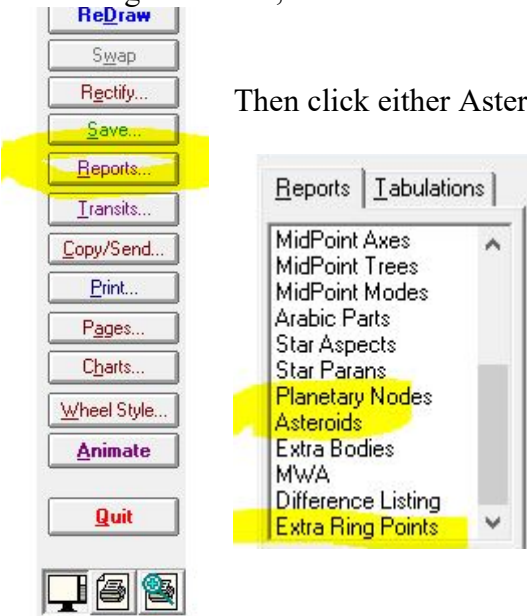 ReDraw
Swap
Rectify...
Save...
Reports...
Transits...
Copy/Send...
Print...
Pages...
Charts...
Wheel Style...
Animate
Quit
Then click either Aster
Reports Tabulations
MidPoint Axes
MidPoint Trees
MidPoint Modes
Arabic Parts
Star Aspects
Star Parans
Planetary Nodes
Asteroids
Extra Bodies
MWA
Difference Listing
Extra Ring Points